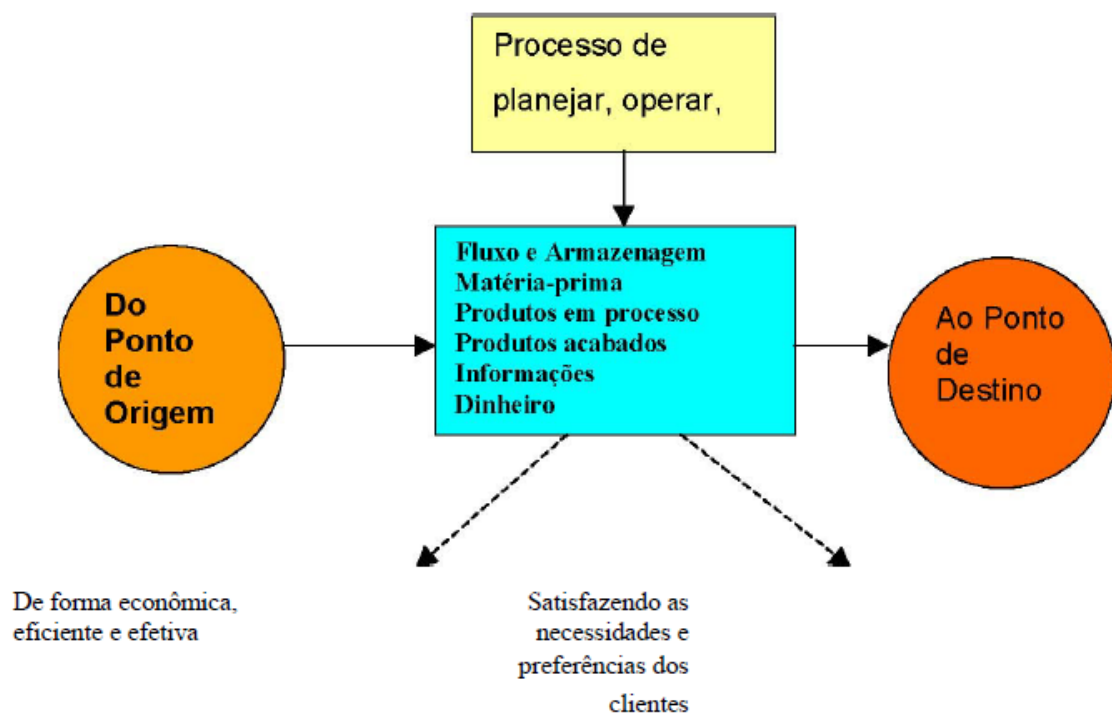 Processo de
planejar, operar,
Fluxo e Armazenagem
Matéria-prima
Produtos em processo
Produtos acabados
Informações
Dinheiro
Do
Ponto
de
Origem
Ao Ponto
de
Destino
De forma econômica,
eficiente e efetiva
Satisfazendo as
necessidades e
preferências dos
clientes